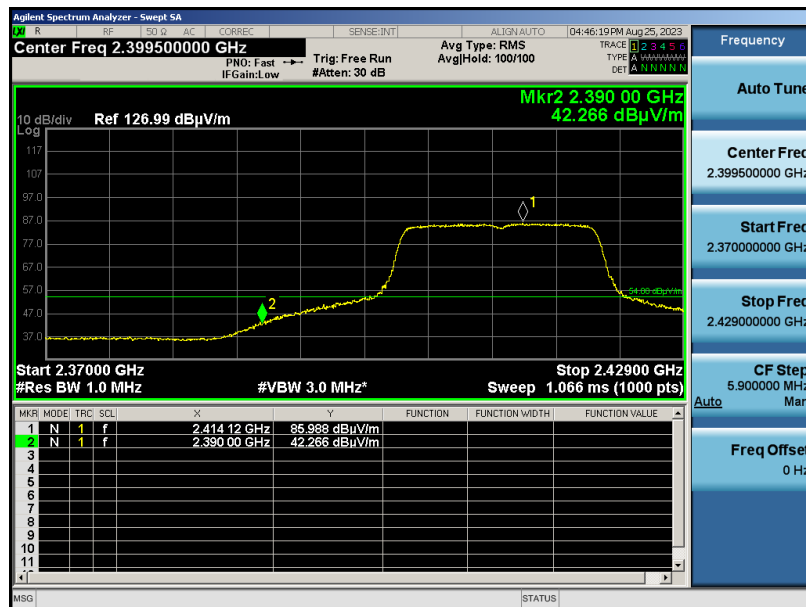 Agilent Spectrum Analyzer - Swept SA
LXI R RF 50 Ω AC CORREC SENSE:INT ALIGN AUTO 04:46:19 PM Aug 25, 2023
Center Freq 2.399500000 GHz
PNO: Fast
IFGain:Low
Trig: Free Run
#Atten: 30 dB
Avg Type: RMS
Avg|Hold: 100/100
TRACE 1 2 3 4 5 6
TYPE A WWWWW
DET A N N N N N
Mkr2 2.390 00 GHz
42.266 dBµV/m
10 dB/div Ref 126.99 dBµV/m
Log
117
107
97.0
87.0
77.0
67.0
57.0
47.0
37.0
1
2
54.00 dBµV/m
Start 2.37000 GHz Stop 2.42900 GHz
#Res BW 1.0 MHz #VBW 3.0 MHz* Sweep 1.066 ms (1000 pts)
MKR MODE TRC SCL X Y FUNCTION FUNCTION WIDTH FUNCTION VALUE
1 N 1 f 2.414 12 GHz 85.988 dBµV/m
2 N 1 f 2.390 00 GHz 42.266 dBµV/m
3
4
5
6
7
8
9
10
11
MSG STATUS
Frequency
Auto Tune
Center Freq
2.399500000 GHz
Start Freq
2.370000000 GHz
Stop Freq
2.429000000 GHz
CF Step
5.900000 MHz
Auto Man
Freq Offset
0 Hz